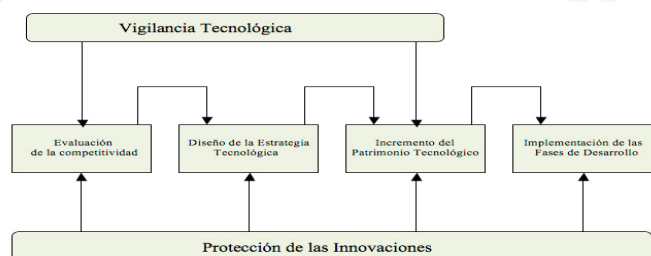 Vigilancia Tecnológica
Evaluación
de la competitividad
Diseño de la Estrategia
Tecnológica
Incremento del
Patrimonio Tecnológico
Implementación de las
Fases de Desarrollo
Protección de las Innovaciones